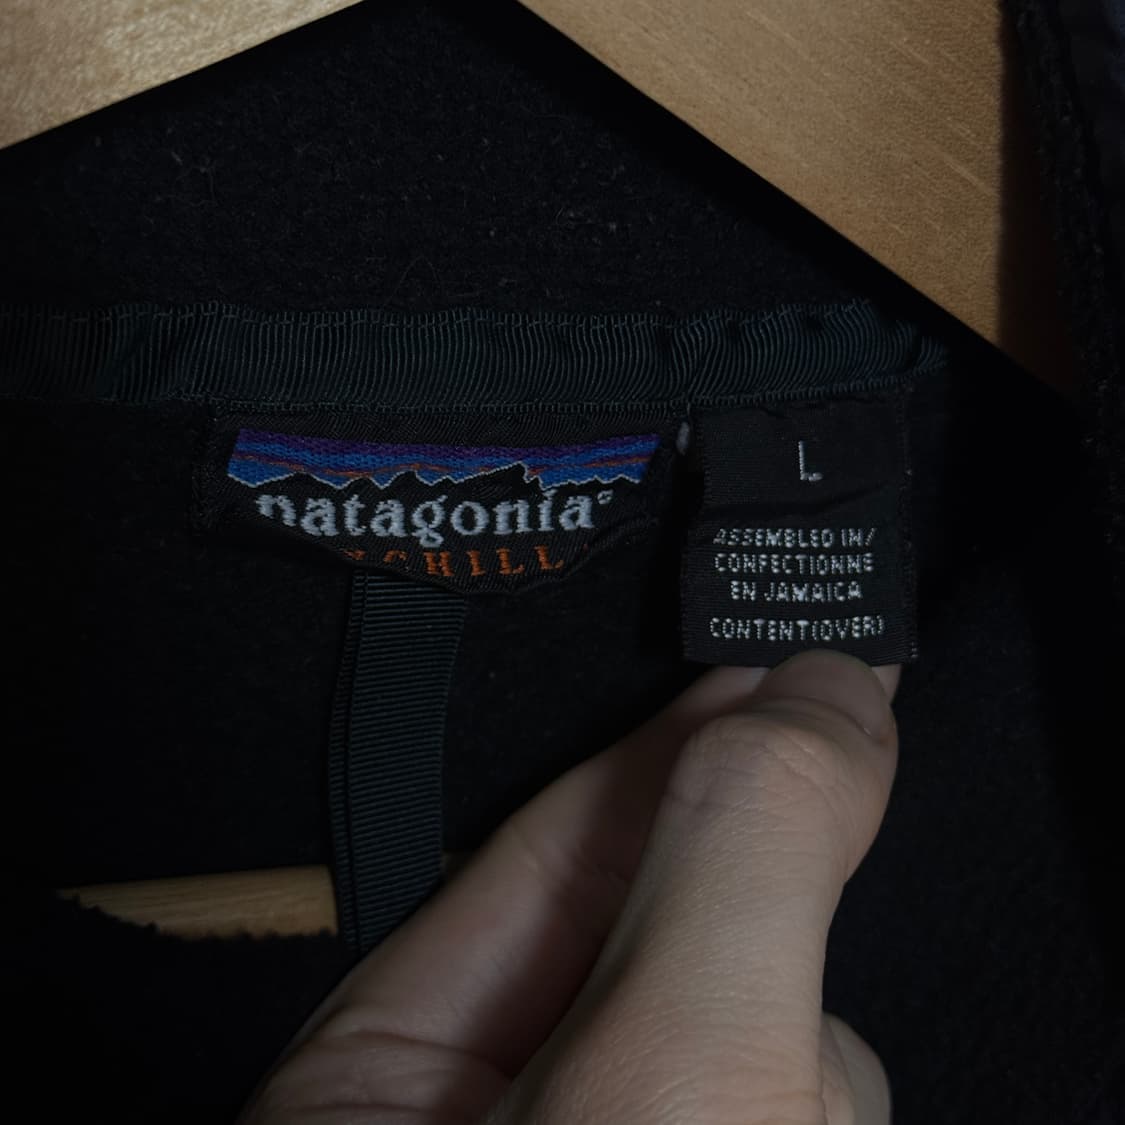 patagonia®
L
ASSEMBLED IN/
CONFECTIONNE
EN JAMAICA
CONTENT(OVER)